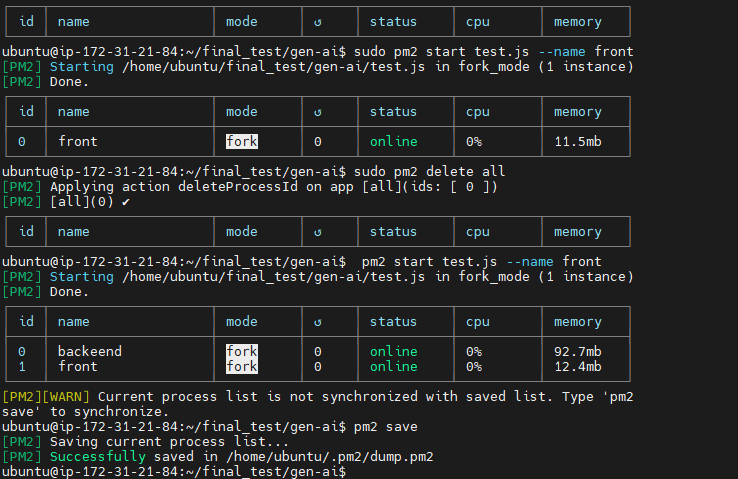 id name mode ↺ status cpu memory
ubuntu@ip-172-31-21-84:~/final_test/gen-ai$ sudo pm2 start test.js --name front
[PM2] Starting /home/ubuntu/final_test/gen-ai/test.js in fork_mode (1 instance)
[PM2] Done.
id name mode ↺ status cpu memory
0 front fork 0 online 0% 11.5mb
ubuntu@ip-172-31-21-84:~/final_test/gen-ai$ sudo pm2 delete all
[PM2] Applying action deleteProcessId on app [all](ids: [ 0 ])
[PM2] [all](0) ✔
id name mode ↺ status cpu memory
ubuntu@ip-172-31-21-84:~/final_test/gen-ai$  pm2 start test.js --name front
[PM2] Starting /home/ubuntu/final_test/gen-ai/test.js in fork_mode (1 instance)
[PM2] Done.
id name mode ↺ status cpu memory
0 backeend fork 0 online 0% 92.7mb
1 front fork 0 online 0% 12.4mb
[PM2][WARN] Current process list is not synchronized with saved list. Type 'pm2
save' to synchronize.
ubuntu@ip-172-31-21-84:~/final_test/gen-ai$ pm2 save
[PM2] Saving current process list...
[PM2] Successfully saved in /home/ubuntu/.pm2/dump.pm2
ubuntu@ip-172-31-21-84:~/final_test/gen-ai$